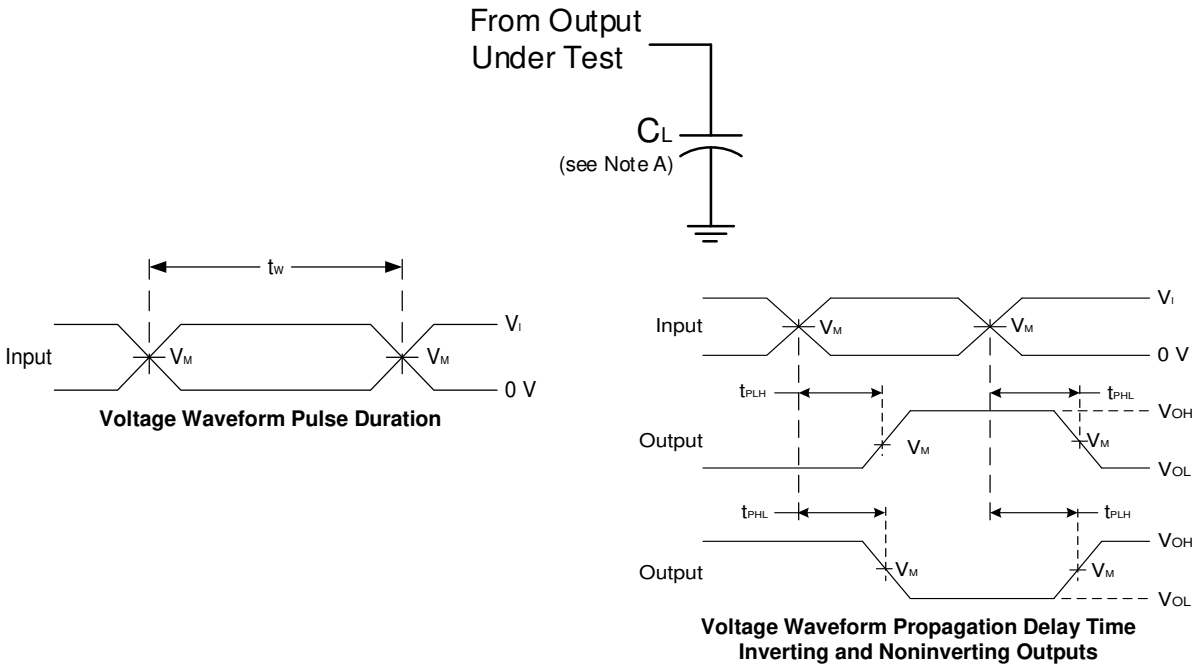 From Output
Under Test
CL
(see Note A)
tW
VI
Input
VM
VM
0 V
Voltage Waveform Pulse Duration
VI
Input
VM
VM
0 V
tPLH
tPHL
VOH
Output
VM
VM
VOL
tPHL
tPLH
VOH
Output
VM
VM
VOL
Voltage Waveform Propagation Delay Time
Inverting and Noninverting Outputs